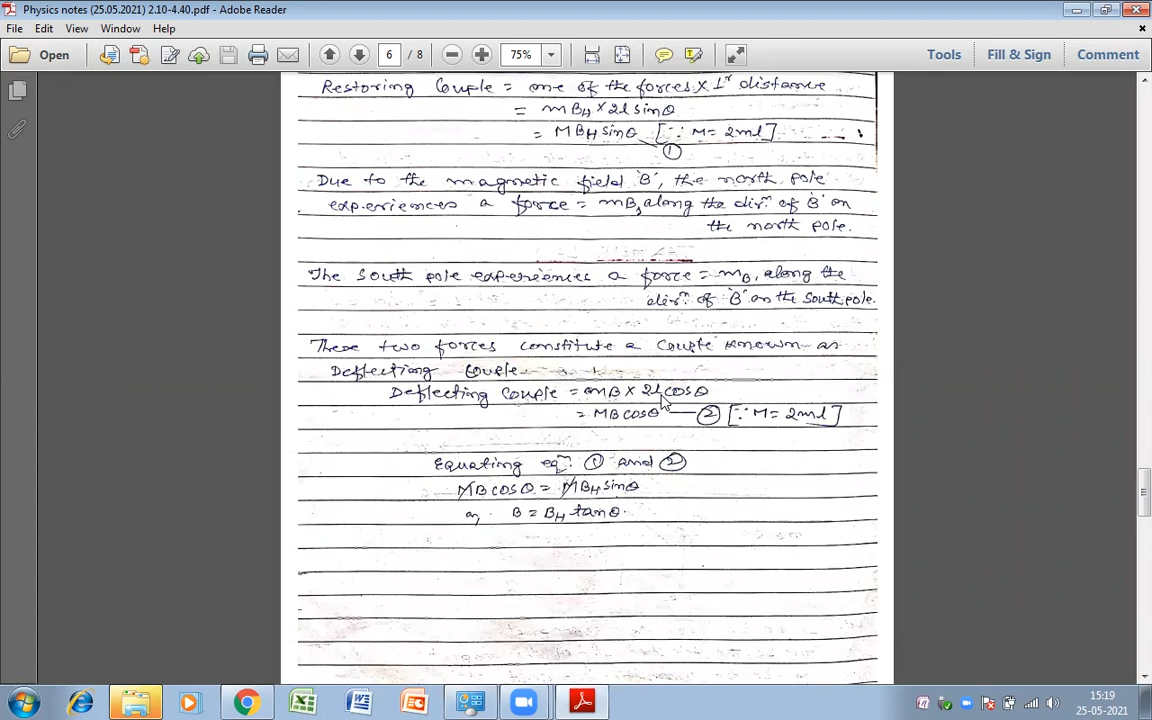 Physics notes (25.05.2021) 2.10-4.40.pdf - Adobe Reader
File Edit View Window Help
Open 6 / 8 75% Tools Fill & Sign Comment
Restoring Couple = one of the forces × ⊥r distance
= mBH × 2l sinθ
= MBH sinθ [∵ M = 2ml]
①
Due to the magnetic field 'B', the north pole
experiences a force = mB, along the dirn of 'B' on
the north pole.
The South pole experiences a force = mB, along the
dirn of 'B' on the South pole.
These two forces constitute a couple known as
Deflecting Couple
Deflecting Couple = mB × 2l cosθ
= MB cosθ — ② [∵ M = 2ml]
Equating eqn. ① and ②
MB cosθ = MBH sinθ
or, B = BH tanθ.
15:19
25-05-2021